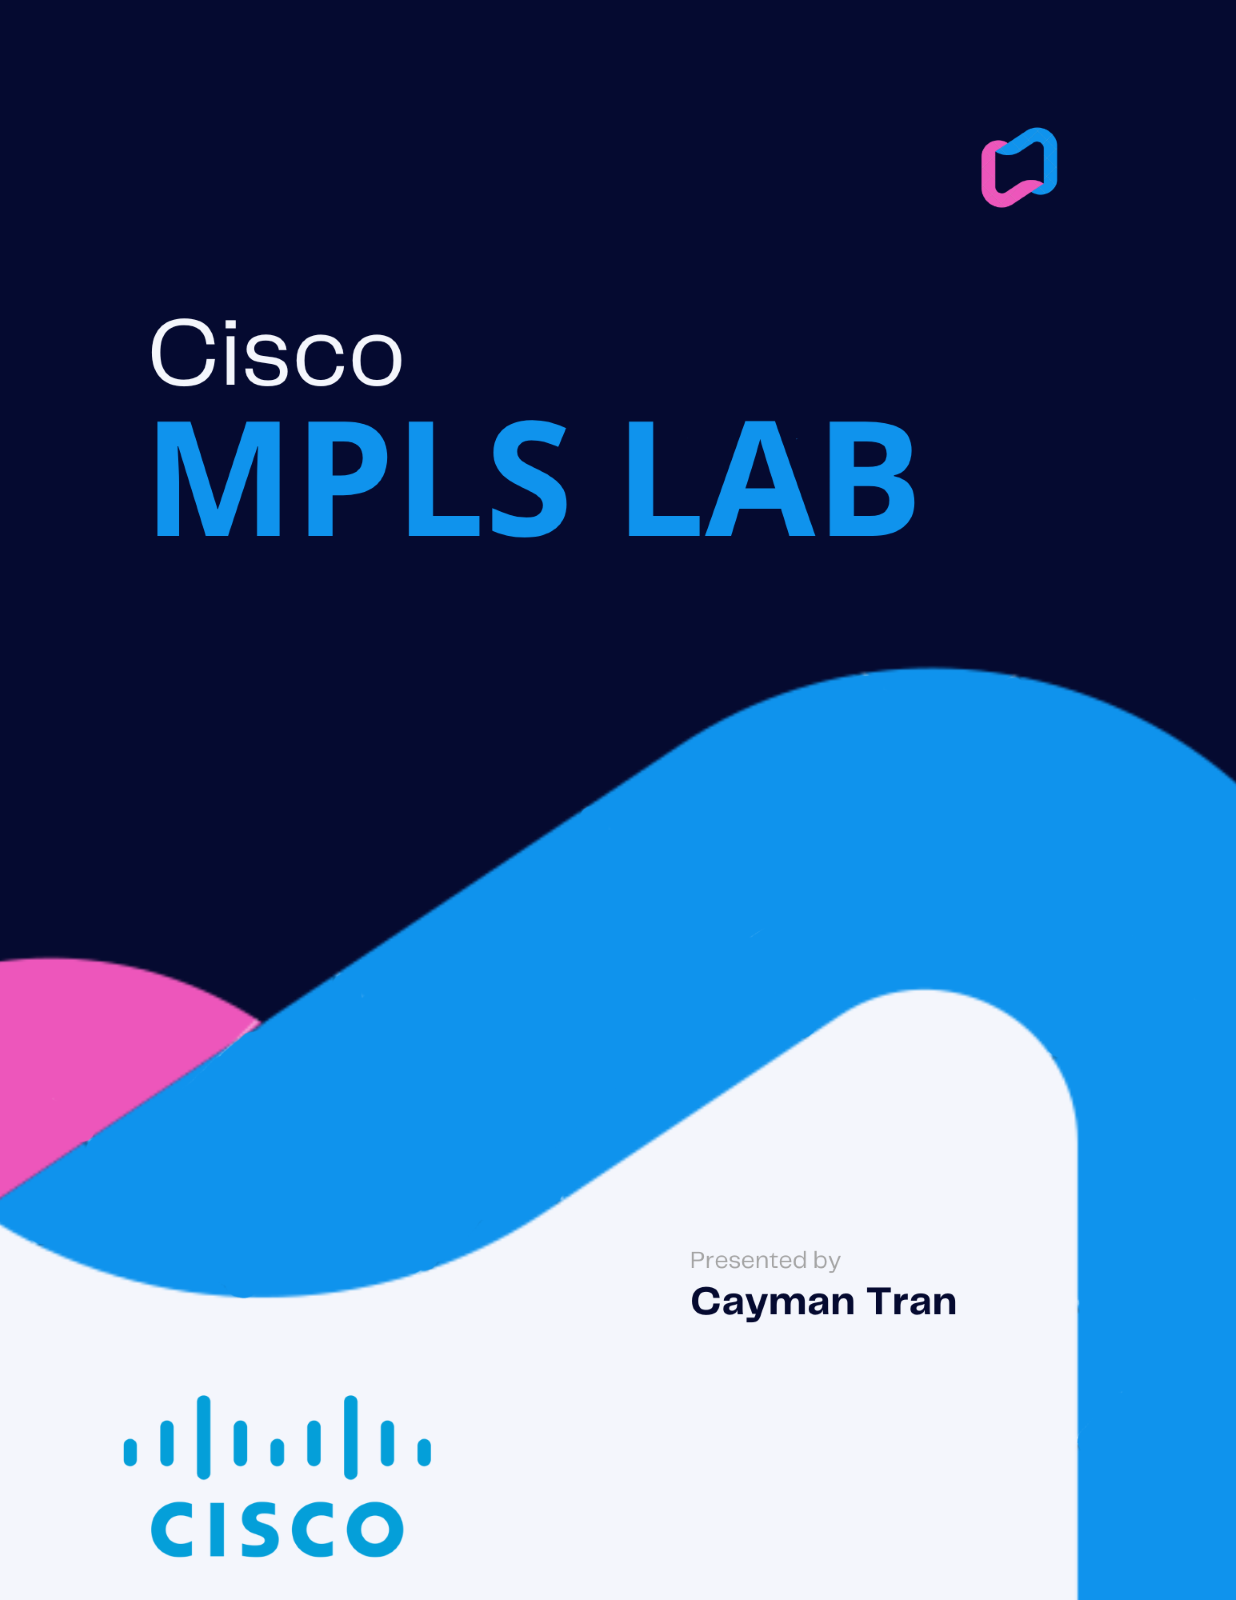 Cisco
MPLS LAB
Presented by
Cayman Tran
CISCO